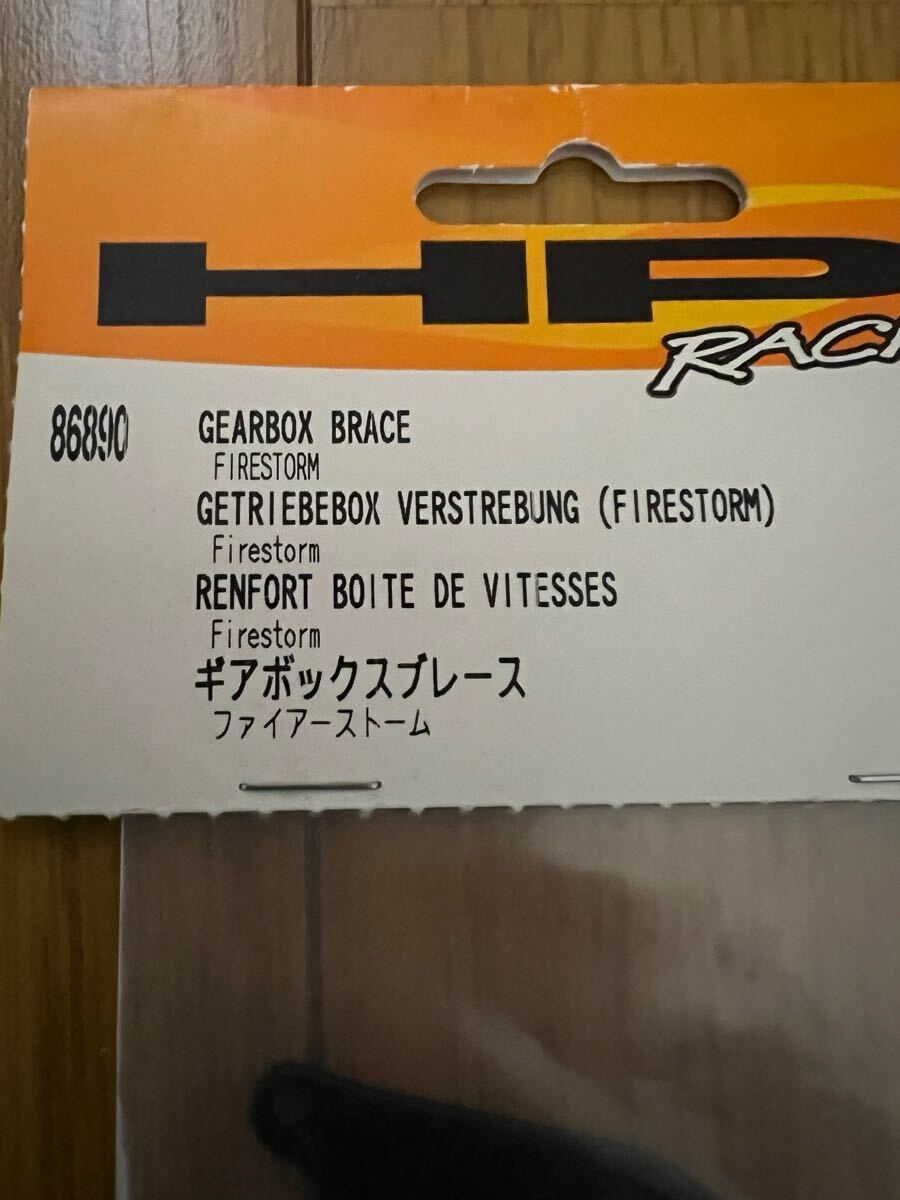 HP
RACI
86890 GEARBOX BRACE
FIRESTORM
GETRIEBEBOX VERSTREBUNG (FIRESTORM)
Firestorm
RENFORT BOITE DE VITESSES
Firestorm
ギアボックスブレース
ファイアーストーム